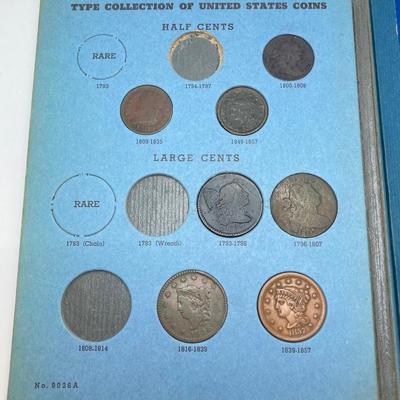 TYPE COLLECTION OF UNITED STATES COINS
HALF CENTS
RARE
1793
1794-1797
1800-1808
1809-1835
1849-1857
LARGE CENTS
RARE
1793 (Chain)
1793 (Wreath)
1793-1796
1796-1807
1857
1808-1814
1816-1839
1839-1857
No. 9026A